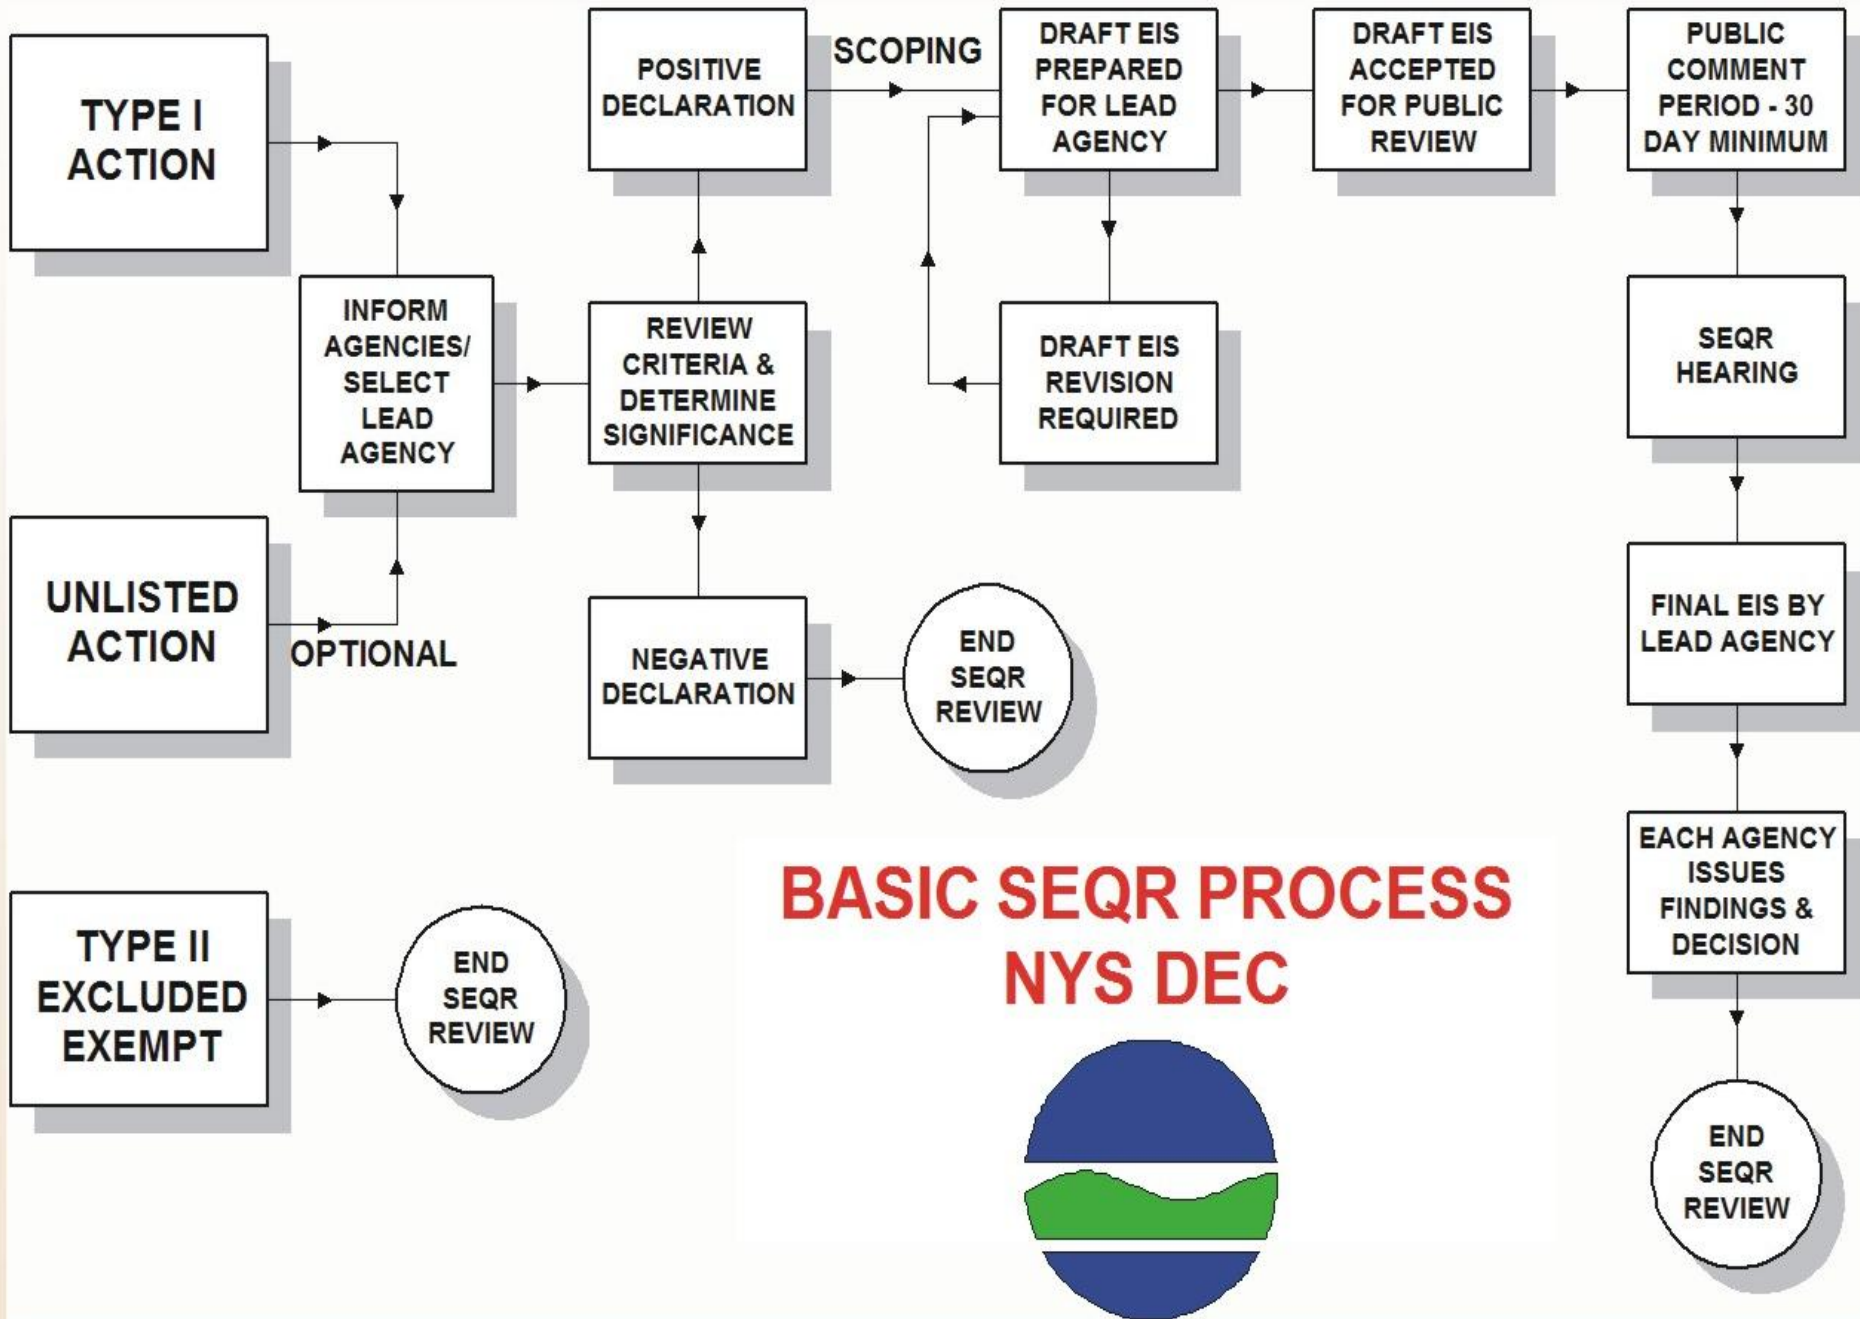 TYPE I
ACTION
UNLISTED
ACTION
OPTIONAL
TYPE II
EXCLUDED
EXEMPT
END
SEQR
REVIEW
INFORM
AGENCIES/
SELECT
LEAD
AGENCY
REVIEW
CRITERIA &
DETERMINE
SIGNIFICANCE
POSITIVE
DECLARATION
NEGATIVE
DECLARATION
END
SEQR
REVIEW
SCOPING
DRAFT EIS
PREPARED
FOR LEAD
AGENCY
DRAFT EIS
REVISION
REQUIRED
DRAFT EIS
ACCEPTED
FOR PUBLIC
REVIEW
PUBLIC
COMMENT
PERIOD - 30
DAY MINIMUM
SEQR
HEARING
FINAL EIS BY
LEAD AGENCY
EACH AGENCY
ISSUES
FINDINGS &
DECISION
END
SEQR
REVIEW
BASIC SEQR PROCESS
NYS DEC